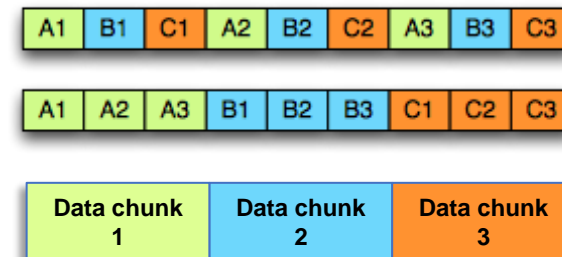 A1 B1 C1 A2 B2 C2 A3 B3 C3
A1 A2 A3 B1 B2 B3 C1 C2 C3
Data chunk Data chunk Data chunk
1 2 3